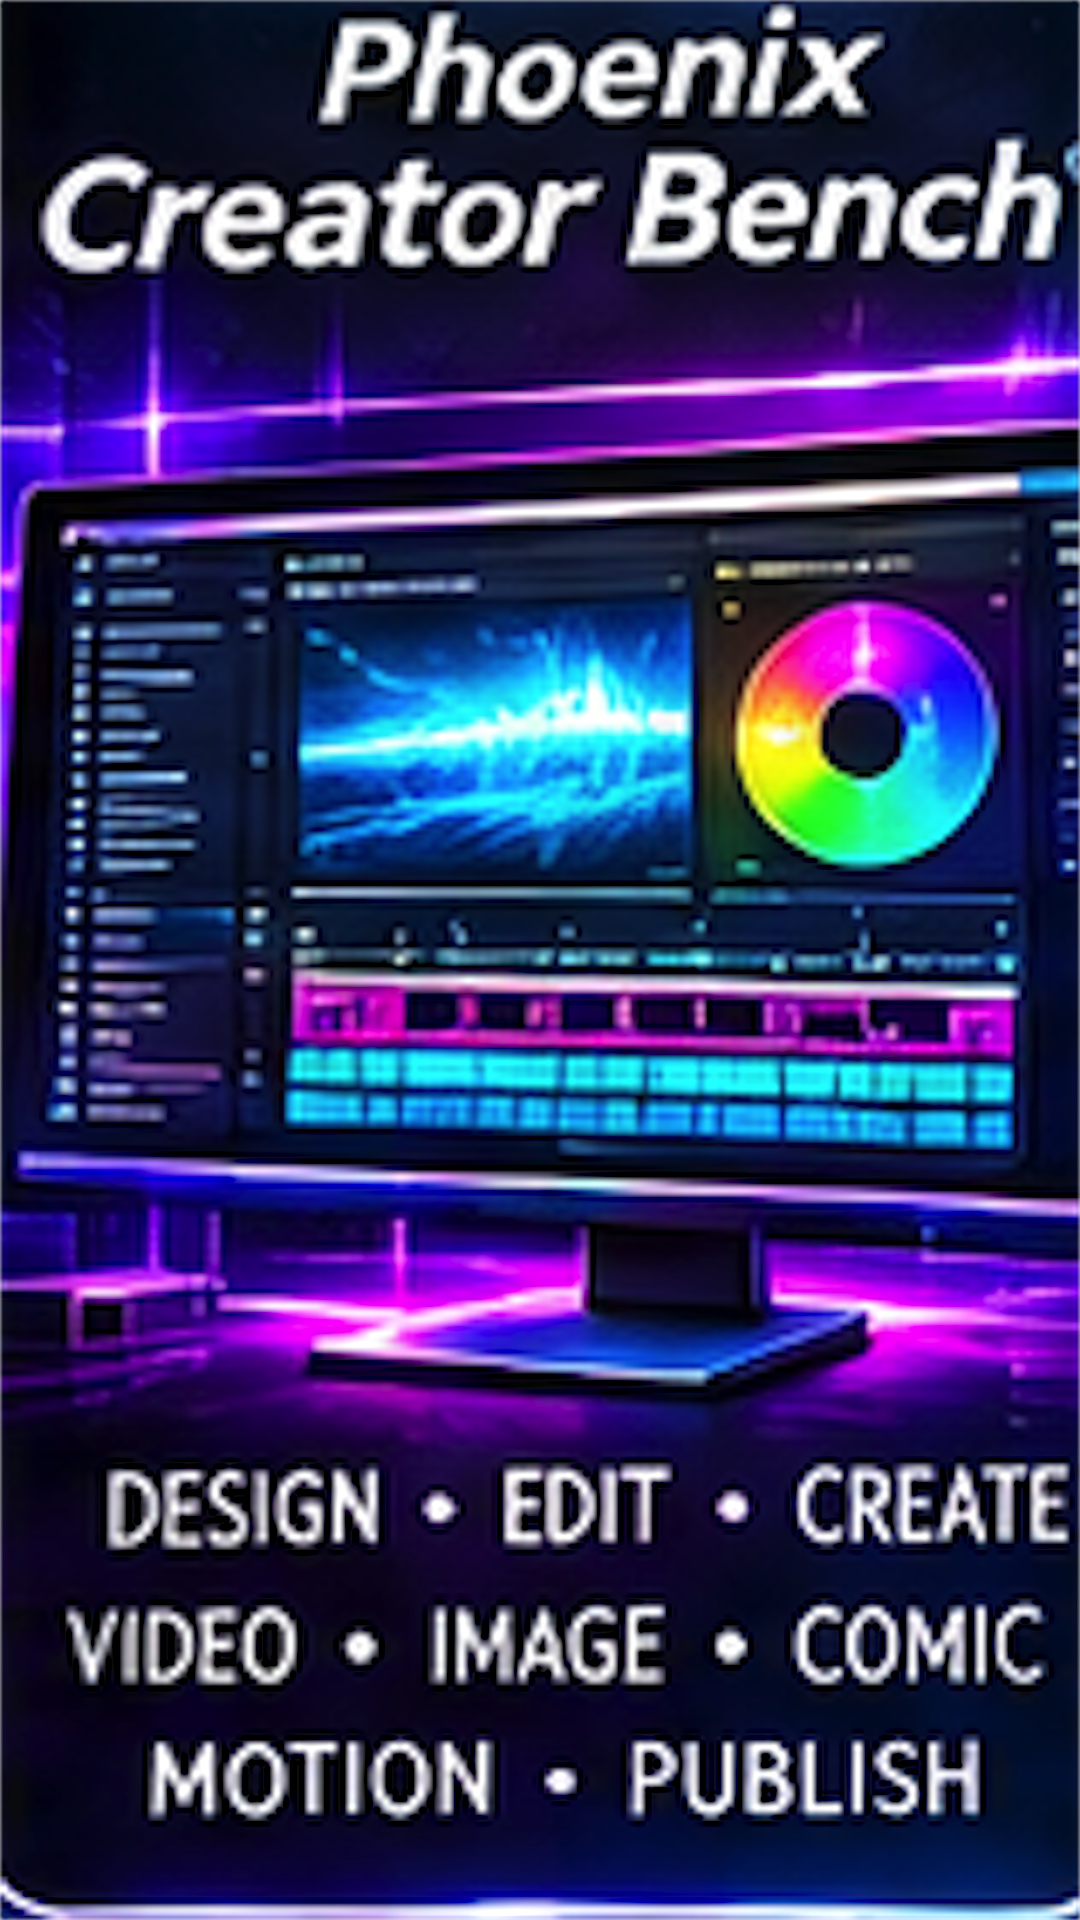 Phoenix
Creator Bench
DESIGN • EDIT • CREATE
VIDEO • IMAGE • COMIC
MOTION • PUBLISH